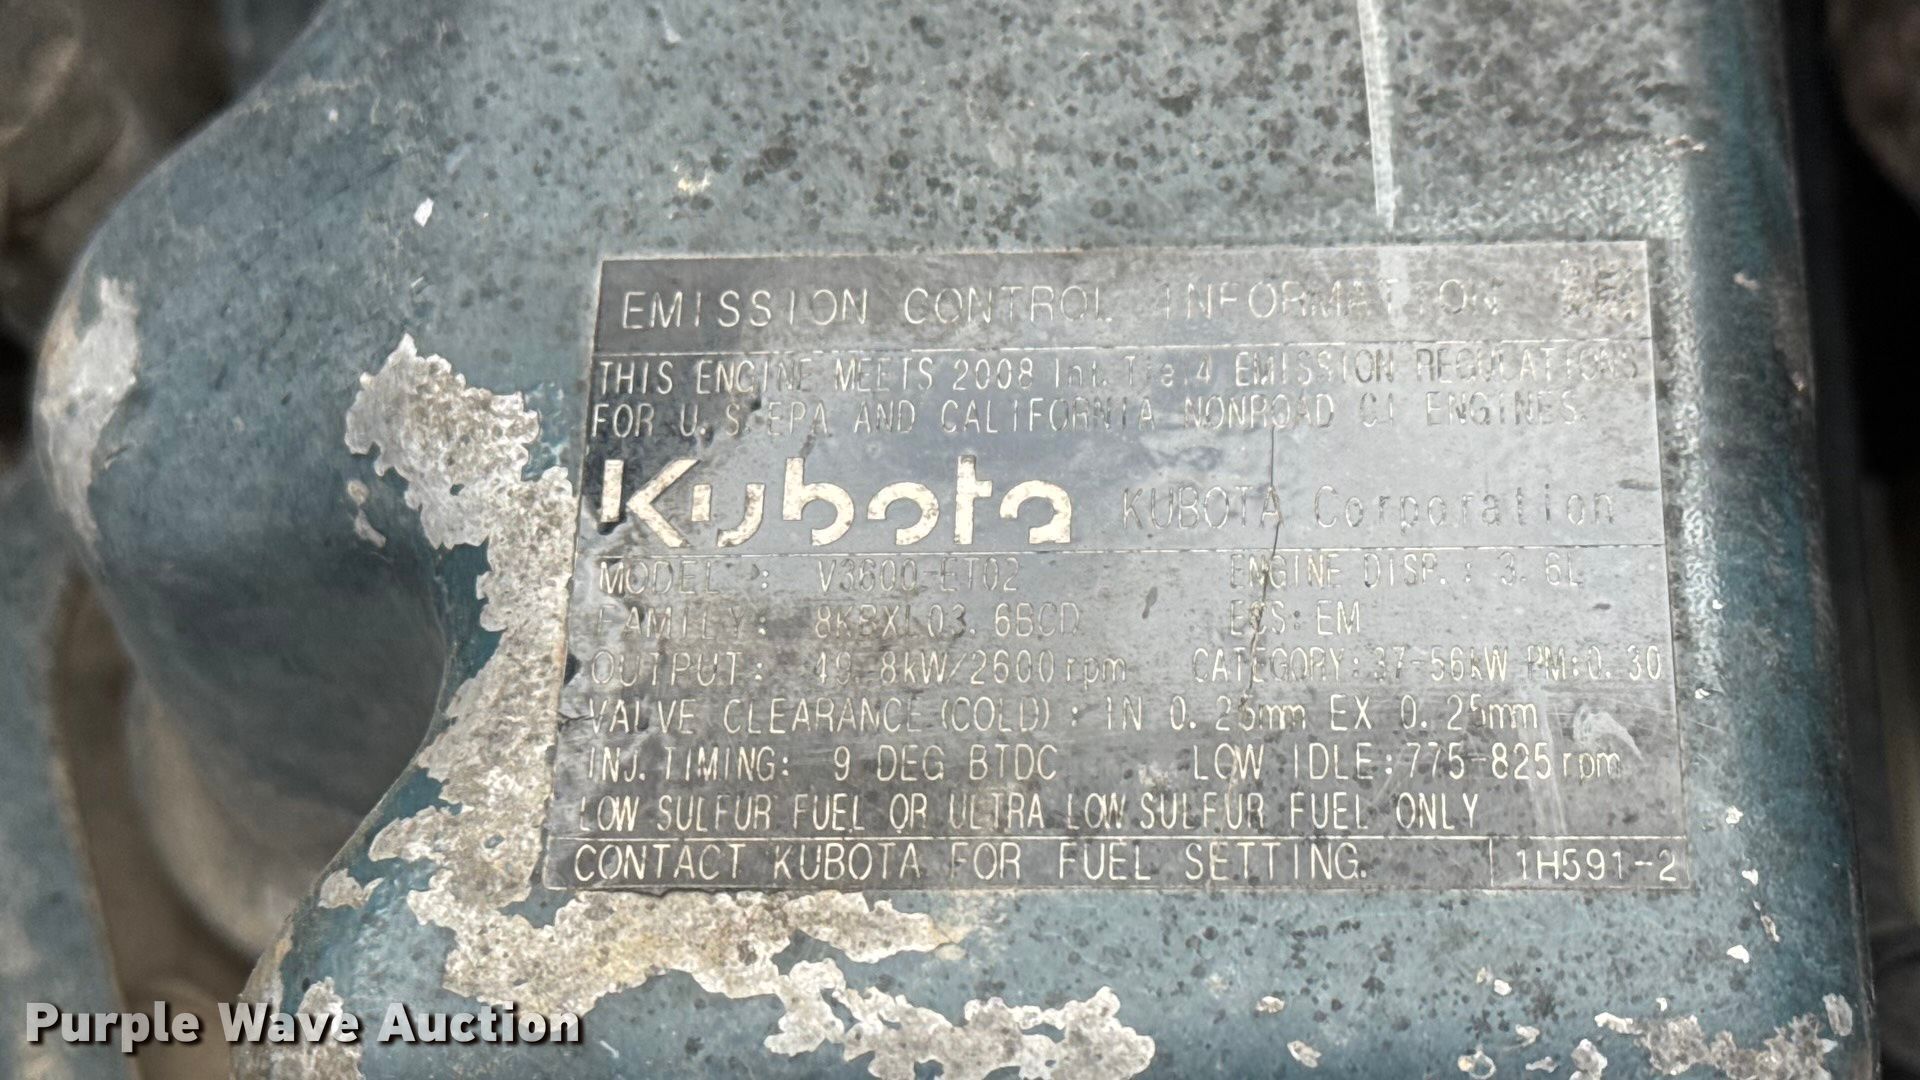 EMISSION CONTROL INFORMATION
THIS ENGINE MEETS 2008 Int. Tie.4 EMISSION REGULATIONS
FOR U.S. EPA AND CALIFORNIA NONROAD CI ENGINES.
Kubota KUBOTA Corporation
MODEL : V3600-ET02 ENGINE DISP. : 3.6L
FAMILY: 8KBXL03.6BCD ECS: EM
OUTPUT: 49.8kW/2600rpm CATEGORY: 37-56kW PM:0.30
VALVE CLEARANCE (COLD) : IN 0.25mm EX 0.25mm
INJ. TIMING: 9 DEG BTDC LOW IDLE: 775-825rpm
LOW SULFUR FUEL OR ULTRA LOW SULFUR FUEL ONLY
CONTACT KUBOTA FOR FUEL SETTING. 1H591-2
Purple Wave Auction